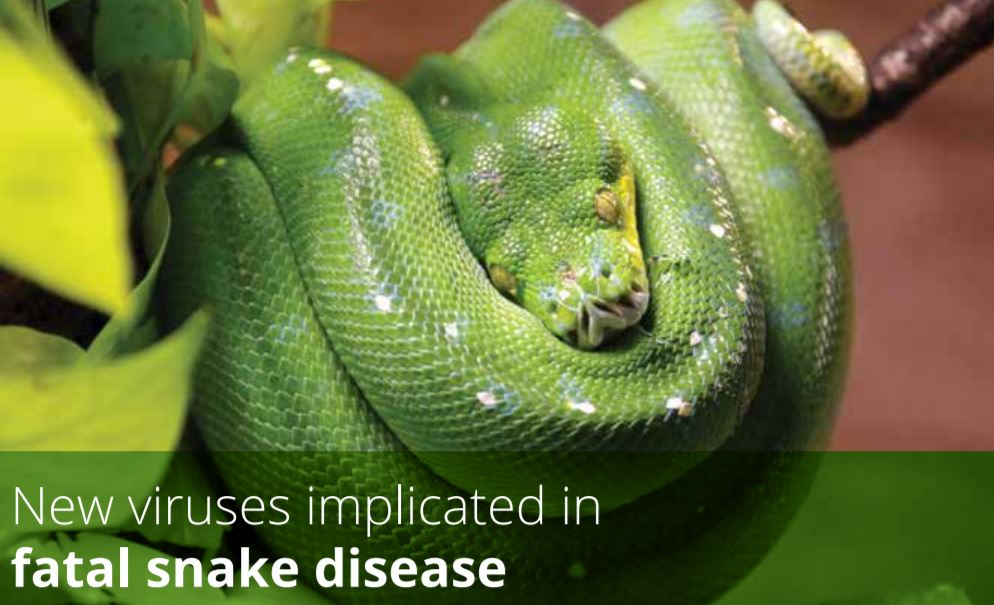 New viruses implicated in
fatal snake disease